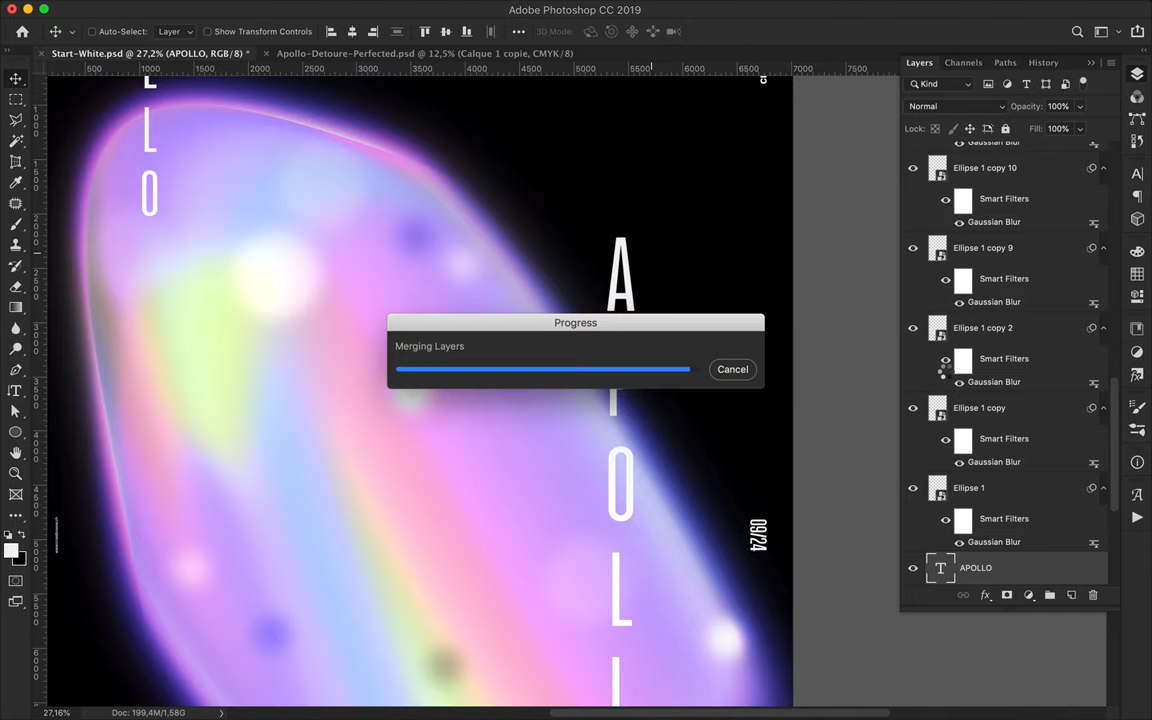 Adobe Photoshop CC 2019
Auto-Select:
Layer
Show Transform Controls
3D Mode:
Start-White.psd @ 27,2% (APOLLO, RGB/8) *
Apollo-Detoure-Perfected.psd @ 12,5% (Calque 1 copie, CMYK/8)
500 1000 1500 2000 2500 3000 3500 4000 4500 5000 5500 6000 6500 7000 7500
Layers Channels Paths History
Kind
Normal
Opacity: 100%
Lock:
Fill: 100%
Gaussian Blur
Ellipse 1 copy 10
Smart Filters
Gaussian Blur
Ellipse 1 copy 9
Smart Filters
Gaussian Blur
Ellipse 1 copy 2
Smart Filters
Gaussian Blur
Ellipse 1 copy
Smart Filters
Gaussian Blur
Ellipse 1
Smart Filters
Gaussian Blur
APOLLO
L
O
A
O
L
09/24
Progress
Merging Layers
Cancel
27,16%
Doc: 199,4M/1,58G